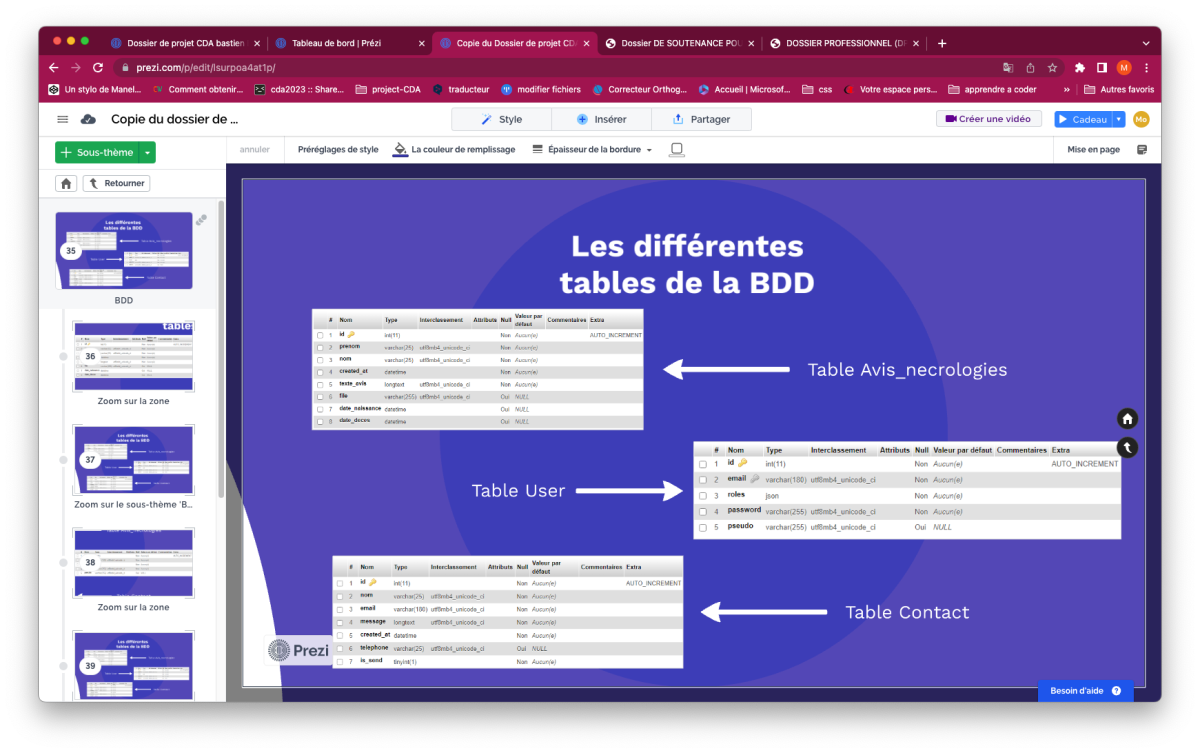 Dossier de projet CDA bastien
Tableau de bord | Prézi
Copie du Dossier de projet CDA
Dossier DE SOUTENANCE POU
DOSSIER PROFESSIONNEL (DP
prezi.com/p/edit/lsurpoa4at1p/
M
Un stylo de Manel...
Comment obtenir...
cda2023 :: Share...
project-CDA
traducteur
modifier fichiers
Correcteur Orthog...
Accueil | Microsof...
css
Votre espace pers...
apprendre a coder
»
Autres favoris
Copie du dossier de ...
Style
Insérer
Partager
Créer une vidéo
Cadeau
Mo
+ Sous-thème
annuler
Préréglages de style
La couleur de remplissage
Épaisseur de la bordure
Mise en page
Retourner
35
BDD
36
Zoom sur la zone
37
Zoom sur le sous-thème 'B...
38
Zoom sur la zone
39
Les différentes
tables de la BDD
# Nom Type Interclassement Attributs Null Valeur par défaut Commentaires Extra
1 id int(11) Non Aucun(e) AUTO_INCREMENT
2 prenom varchar(25) utf8mb4_unicode_ci Non Aucun(e)
3 nom varchar(25) utf8mb4_unicode_ci Non Aucun(e)
4 created_at datetime Non Aucun(e)
5 texte_avis longtext utf8mb4_unicode_ci Non Aucun(e)
6 file varchar(255) utf8mb4_unicode_ci Oui NULL
7 date_naissance datetime Oui NULL
8 date_deces datetime Oui NULL
Table Avis_necrologies
# Nom Type Interclassement Attributs Null Valeur par défaut Commentaires Extra
1 id int(11) Non Aucun(e) AUTO_INCREMENT
2 email varchar(180) utf8mb4_unicode_ci Non Aucun(e)
3 roles json Non Aucun(e)
4 password varchar(255) utf8mb4_unicode_ci Non Aucun(e)
5 pseudo varchar(255) utf8mb4_unicode_ci Oui NULL
Table User
# Nom Type Interclassement Attributs Null Valeur par défaut Commentaires Extra
1 id int(11) Non Aucun(e) AUTO_INCREMENT
2 nom varchar(25) utf8mb4_unicode_ci Non Aucun(e)
3 email varchar(180) utf8mb4_unicode_ci Non Aucun(e)
4 message longtext utf8mb4_unicode_ci Non Aucun(e)
5 created_at datetime Non Aucun(e)
6 telephone varchar(25) utf8mb4_unicode_ci Oui NULL
7 is_send tinyint(1) Non Aucun(e)
Table Contact
Prezi
Besoin d'aide ?